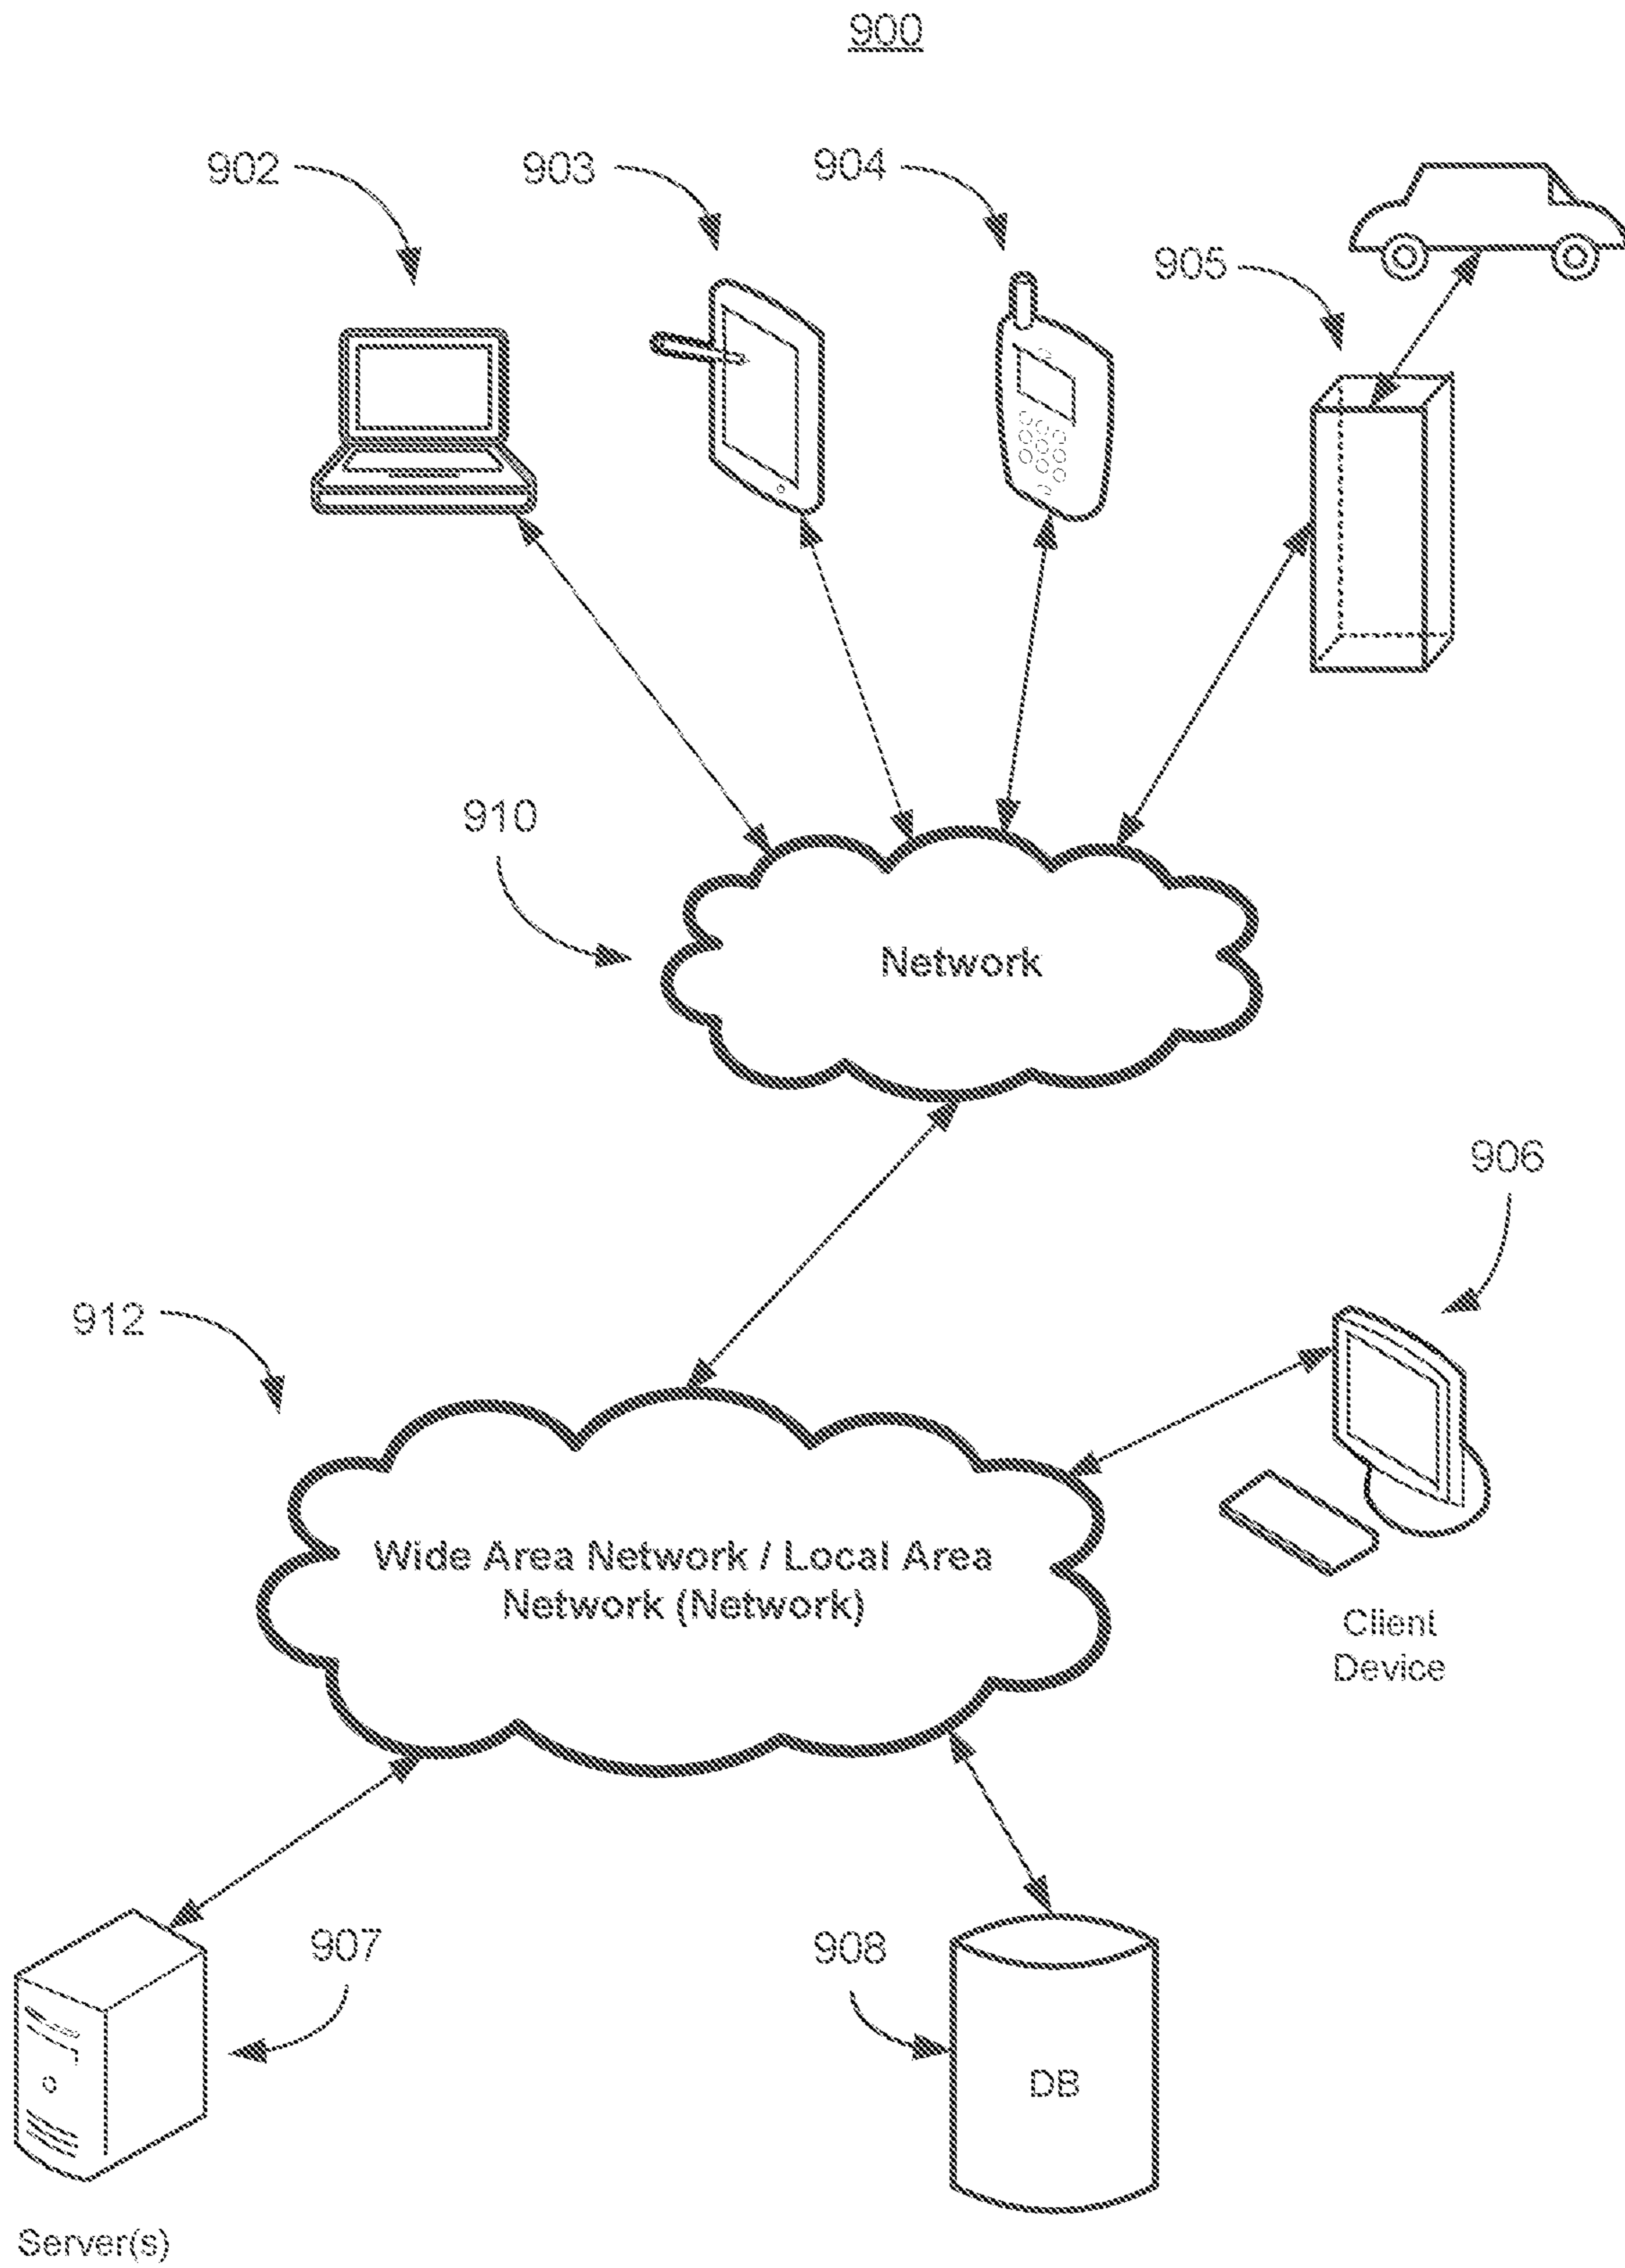 900
902
903
904
905
910
Network
906
912
Wide Area Network / Local Area
Network (Network)
Client
Device
907
908
DB
Server(s)